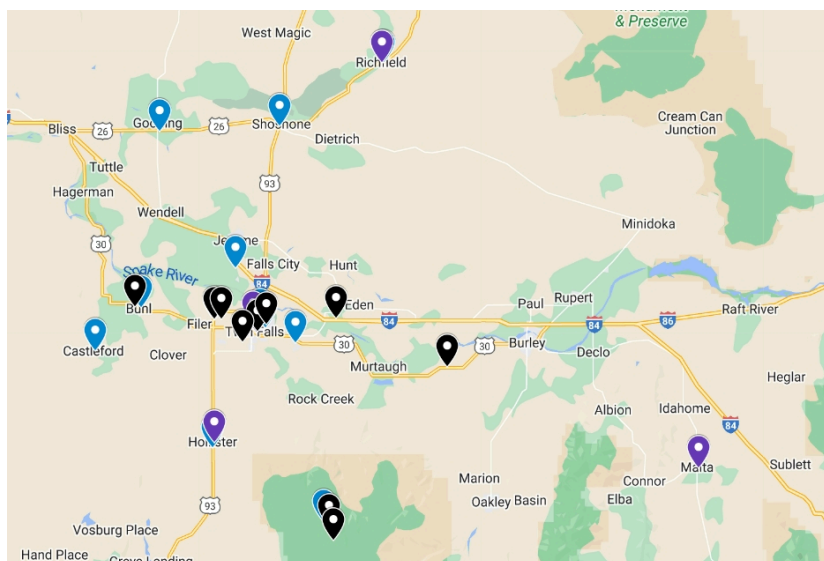 Monument
& Preserve
West Magic
Richfield
Cream Can
Junction
Bliss
26
Gooding
26
Shoshone
Dietrich
Tuttle
93
Hagerman
Wendell
Minidoka
30
Jerome
Falls City
Hunt
Snake River
84
Buhl
Eden
Filer
Twin Falls
84
Paul
Rupert
84
86
Raft River
Castleford
Clover
30
Murtaugh
30
Burley
Declo
Rock Creek
Heglar
Albion
Idahome
84
Hollister
Malta
Sublett
Marion
Connor
Oakley
Basin
Elba
93
Vosburg Place
Hand Place